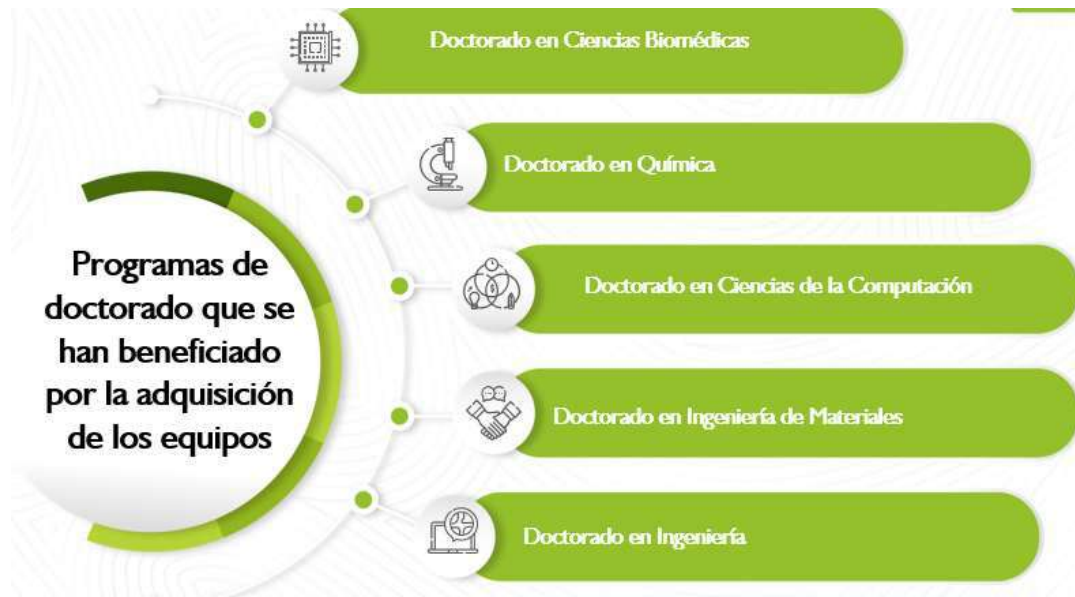 Doctorado en Ciencias Biomédicas
Doctorado en Química
Programas de
doctorado que se
han beneficiado
por la adquisición
de los equipos
Doctorado en Ciencias de la Computación
Doctorado en Ingeniería de Materiales
Doctorado en Ingeniería